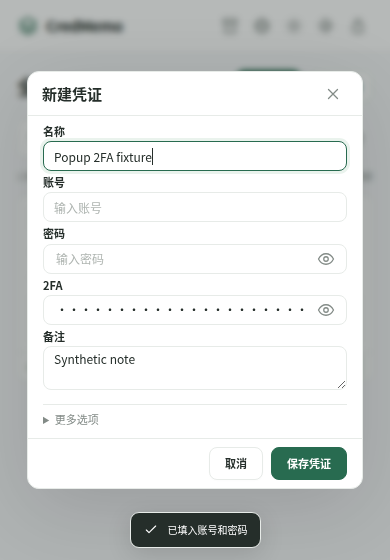 CredMemo
新建凭证
名称
Popup 2FA fixture
账号
输入账号
密码
输入密码
2FA
备注
Synthetic note
更多选项
取消 保存凭证
已填入账号和密码